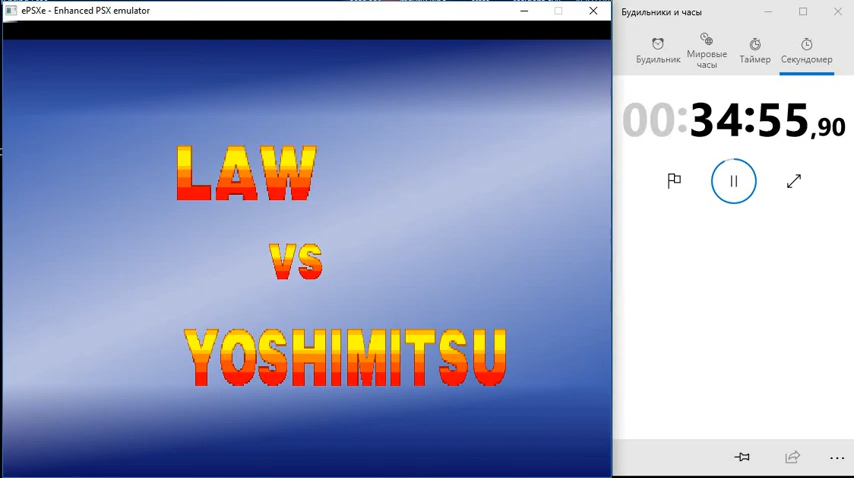 ePSXe - Enhanced PSX emulator
LAW
VS
YOSHIMITSU
Будильники и часы
Будильник
Мировые
часы
Таймер
Секундомер
00:34:55,90